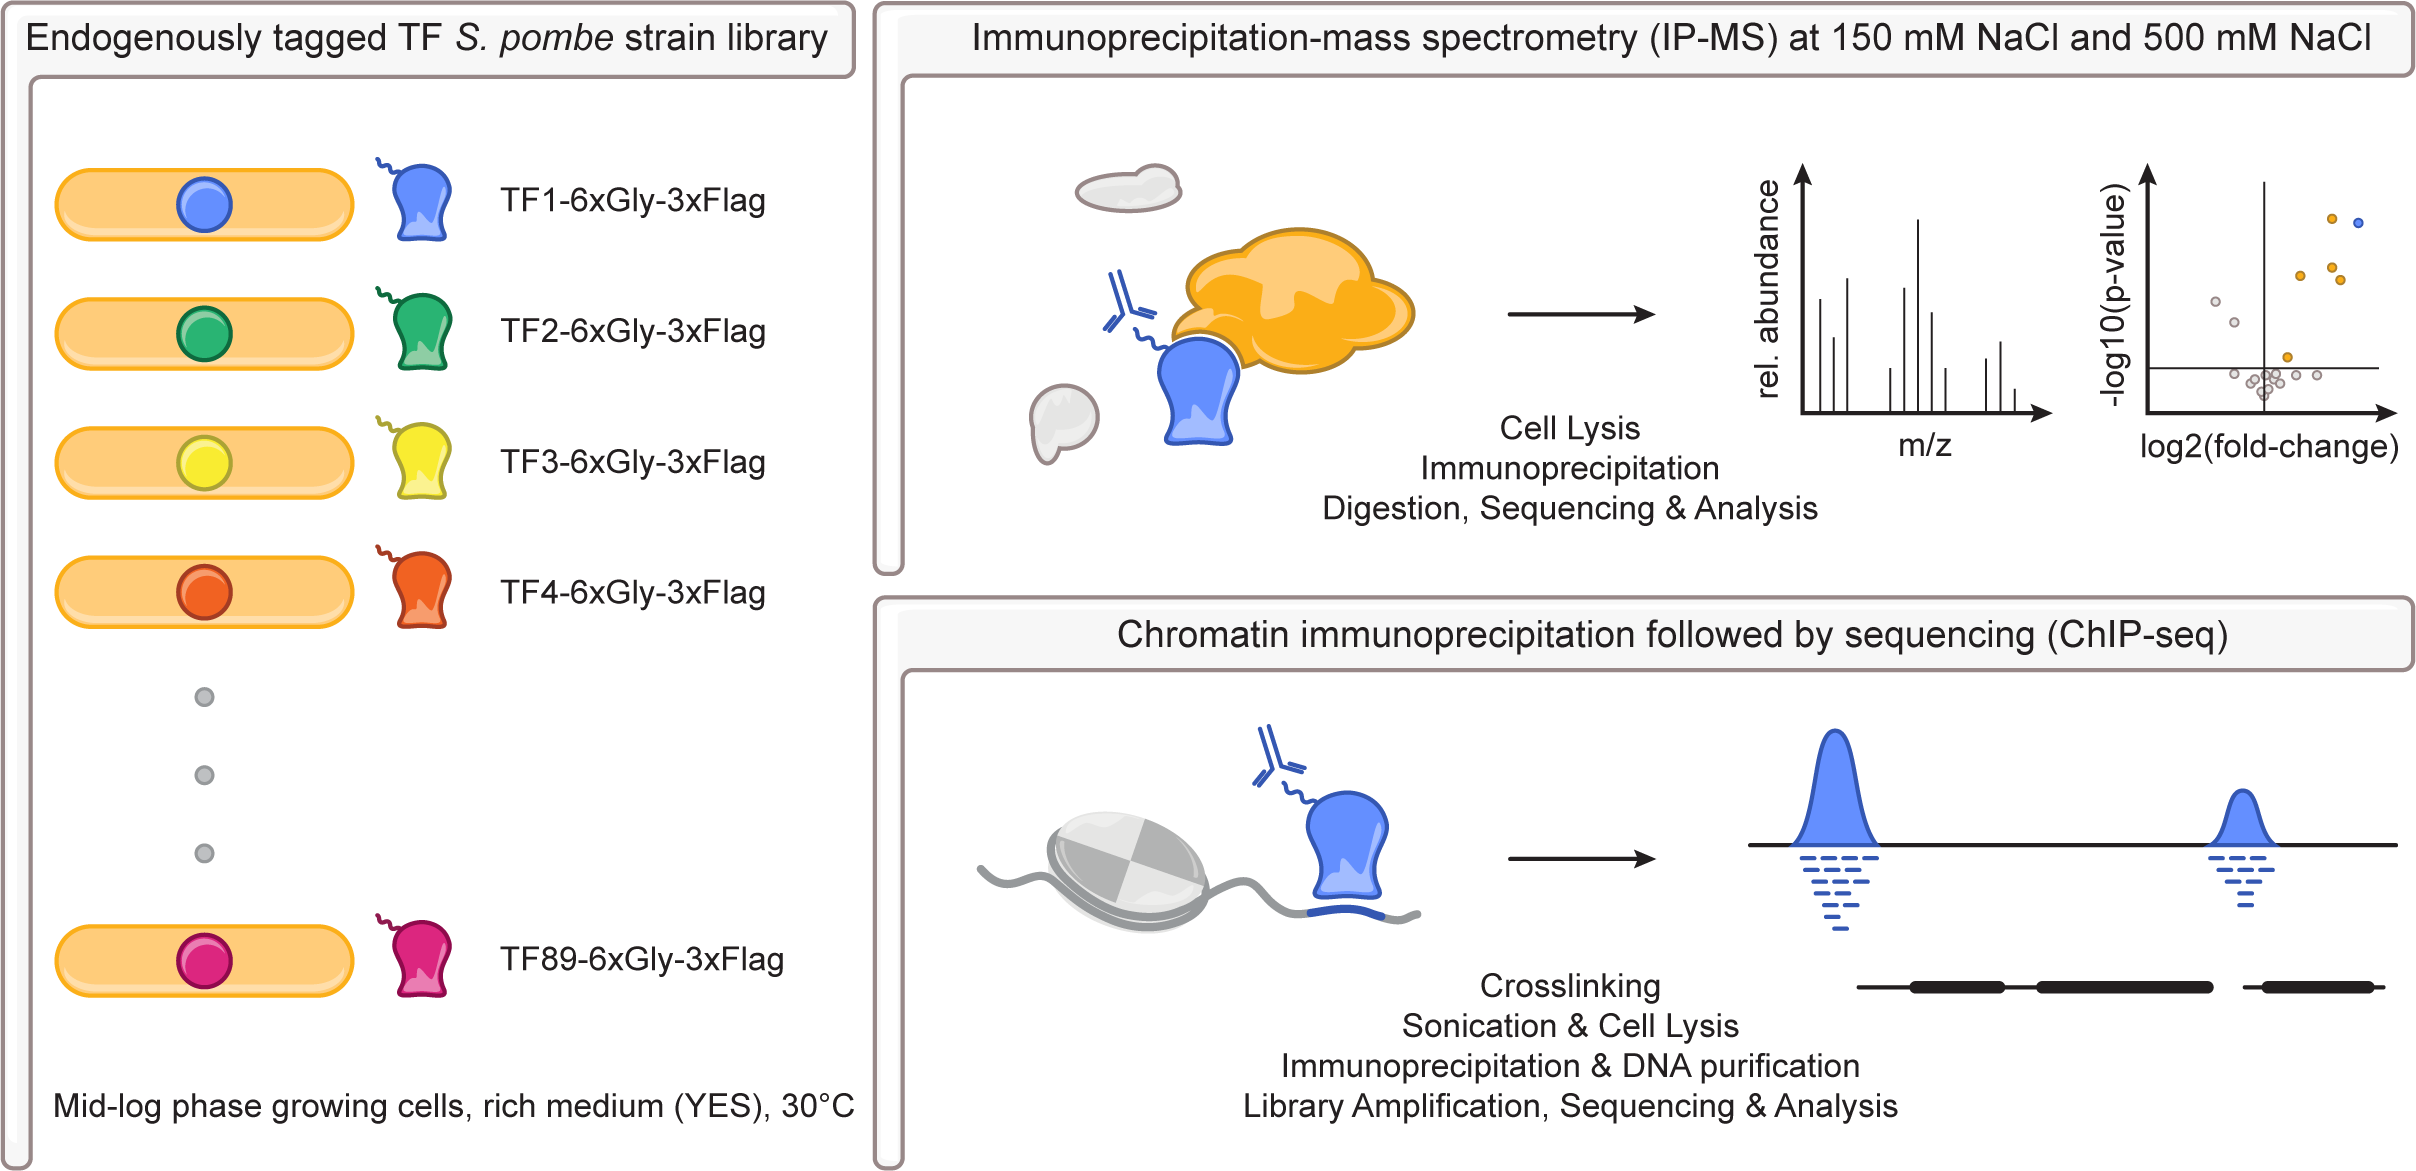 Endogenously tagged TF S. pombe strain library
TF1-6xGly-3xFlag
TF2-6xGly-3xFlag
TF3-6xGly-3xFlag
TF4-6xGly-3xFlag
TF89-6xGly-3xFlag
Mid-log phase growing cells, rich medium (YES), 30°C
Immunoprecipitation-mass spectrometry (IP-MS) at 150 mM NaCl and 500 mM NaCl
Cell Lysis
Immunoprecipitation
Digestion, Sequencing & Analysis
rel. abundance
m/z
-log10(p-value)
log2(fold-change)
Chromatin immunoprecipitation followed by sequencing (ChIP-seq)
Crosslinking
Sonication & Cell Lysis
Immunoprecipitation & DNA purification
Library Amplification, Sequencing & Analysis